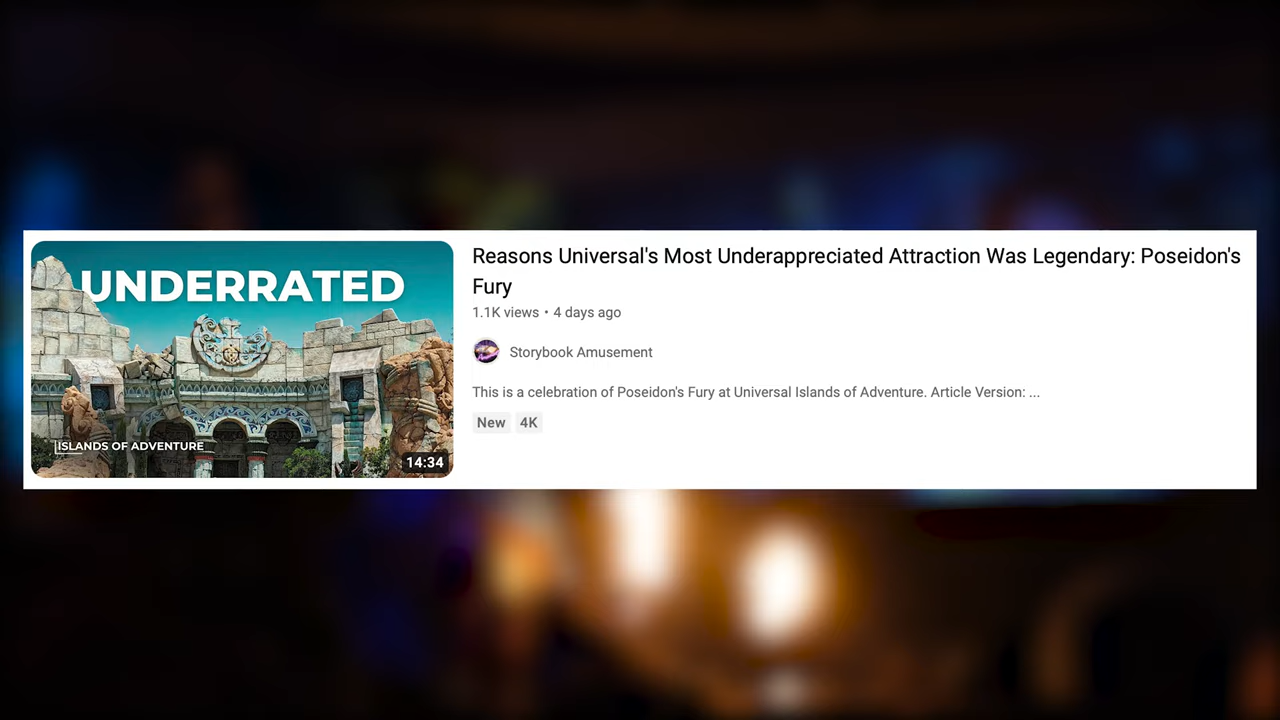 UNDERRATED
ISLANDS OF ADVENTURE
14:34
Reasons Universal's Most Underappreciated Attraction Was Legendary: Poseidon's
Fury
1.1K views • 4 days ago
Storybook Amusement
This is a celebration of Poseidon's Fury at Universal Islands of Adventure. Article Version: ...
New 4K